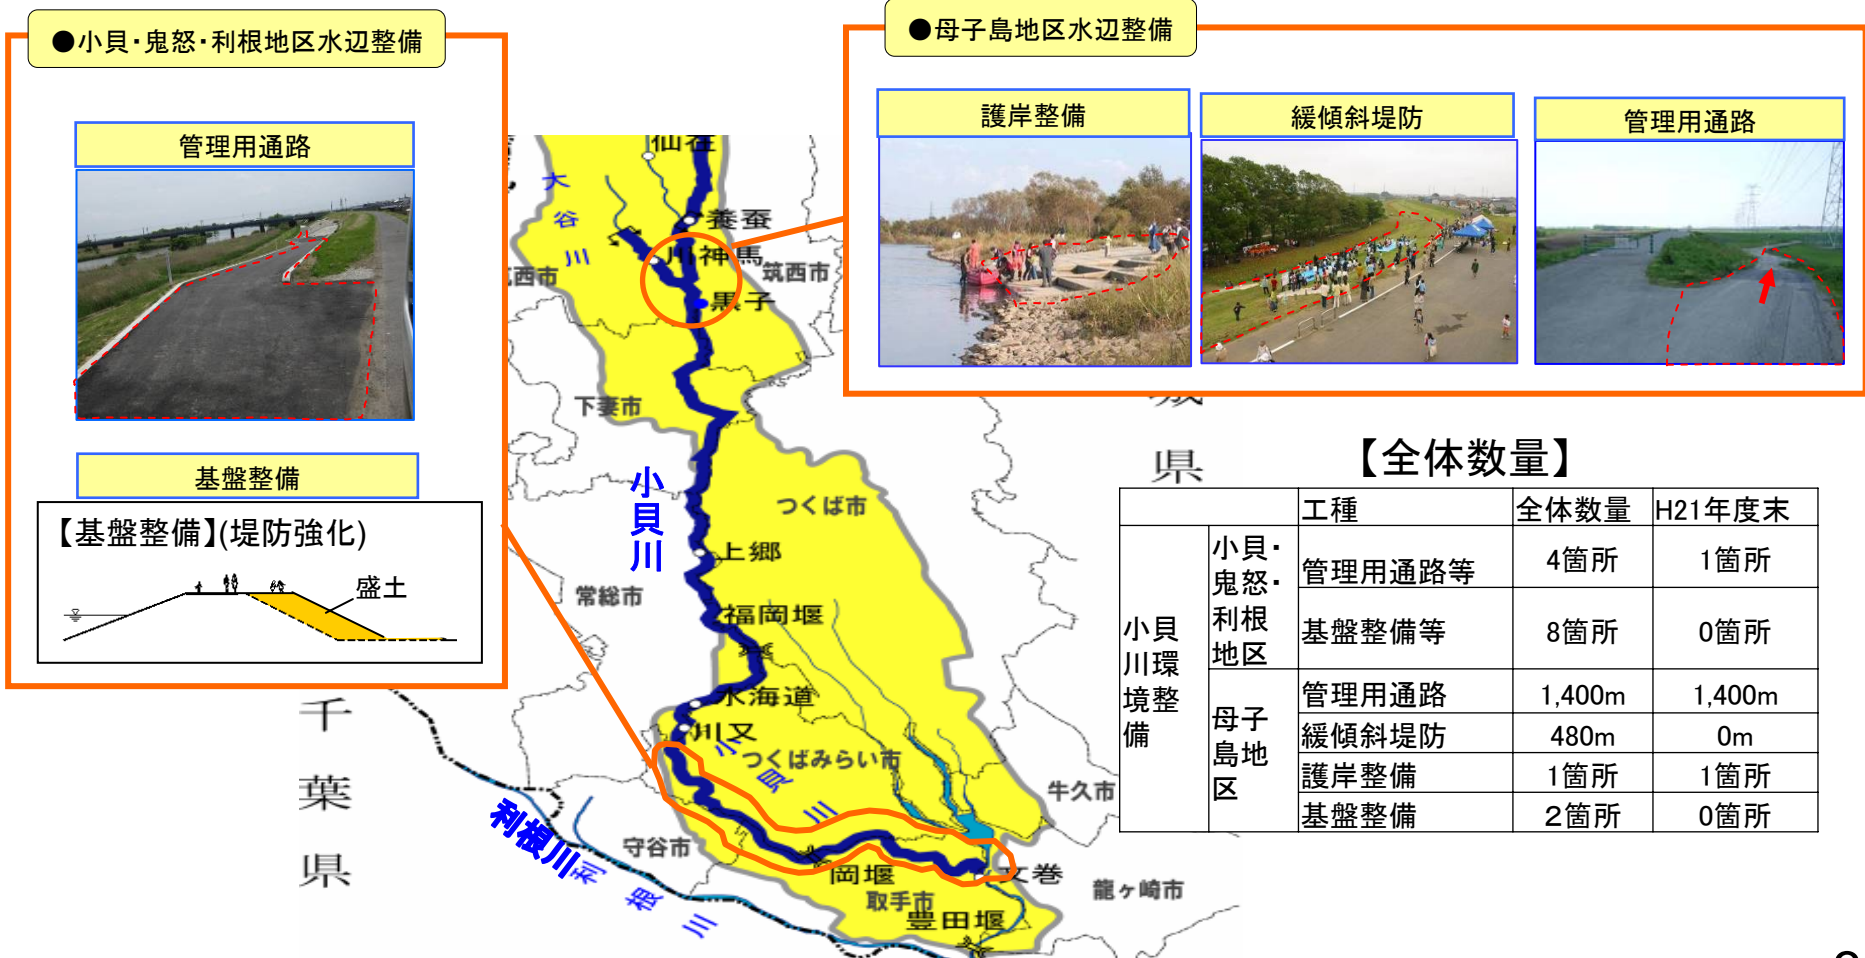 ●小貝・鬼怒・利根地区水辺整備
管理用通路
基盤整備
【基盤整備】(堤防強化)
盛土
●母子島地区水辺整備
護岸整備
緩傾斜堤防
管理用通路
大谷川
養蚕
川神馬
筑西市
黒子
下妻市
小貝川
つくば市
上郷
常総市
福岡堰
水海道
川又
小貝川
つくばみらい市
牛久市
守谷市
利根川
利根川
岡堰
文巻
取手市
豊田堰
龍ヶ崎市
千葉県
県
【全体数量】
工種 全体数量 H21年度末
小貝川環境整備
小貝・鬼怒・利根地区
管理用通路等 4箇所 1箇所
基盤整備等 8箇所 0箇所
母子島地区
管理用通路 1,400m 1,400m
緩傾斜堤防 480m 0m
護岸整備 1箇所 1箇所
基盤整備 2箇所 0箇所